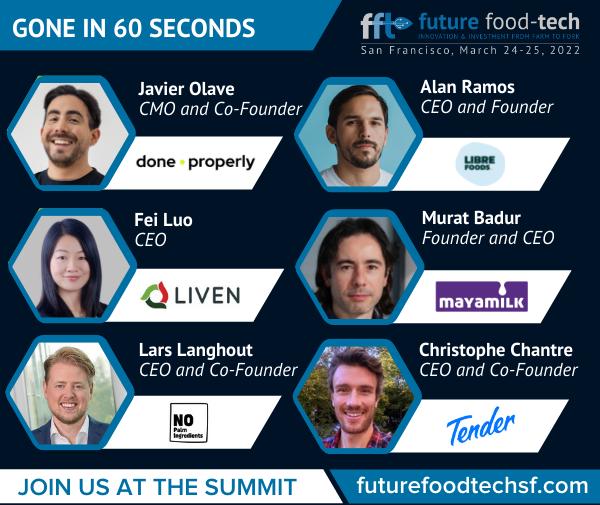 GONE IN 60 SECONDS
fft future food-tech
INNOVATION & INVESTMENT FROM FARM TO FORK
San Francisco, March 24-25, 2022
Javier Olave
CMO and Co-Founder
done properly
Alan Ramos
CEO and Founder
LIBRE
FOODS
Fei Luo
CEO
LIVEN
Murat Badur
Founder and CEO
mayamilk
Lars Langhout
CEO and Co-Founder
NO
Palm
Ingredients
Christophe Chantre
CEO and Co-Founder
Tender
JOIN US AT THE SUMMIT
futurefoodtechsf.com